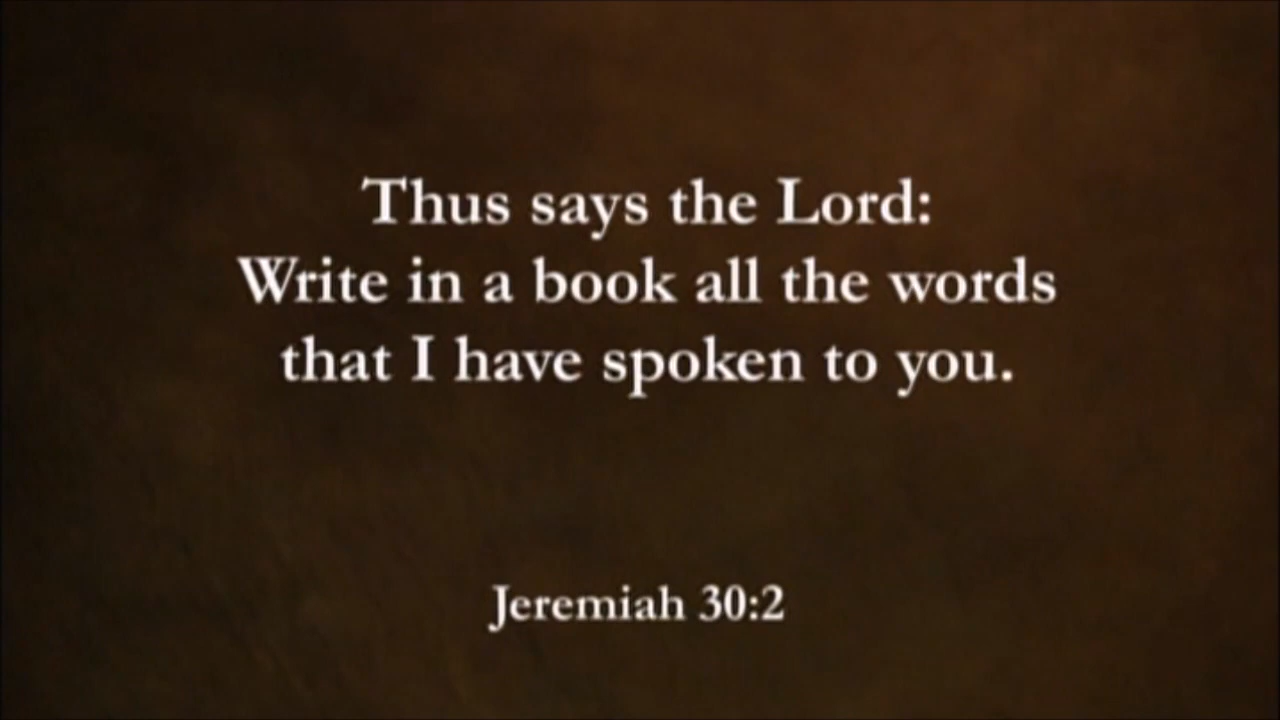 Thus says the Lord:
Write in a book all the words
that I have spoken to you.
Jeremiah 30:2